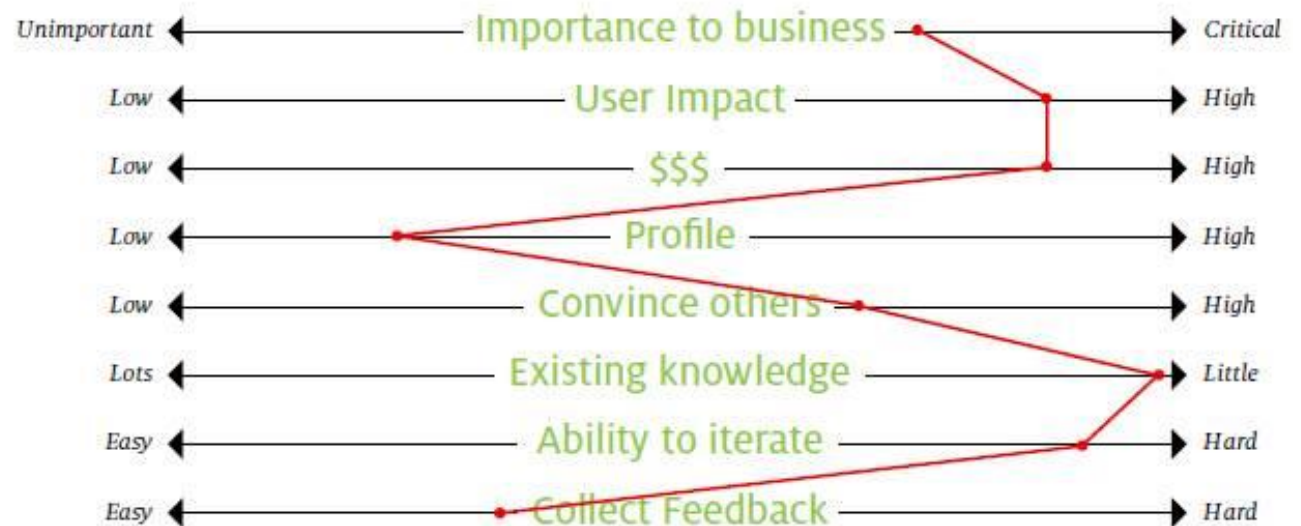 Unimportant Importance to business Critical
Low User Impact High
Low $$$ High
Low Profile High
Low Convince others High
Lots Existing knowledge Little
Easy Ability to iterate Hard
Easy Collect Feedback Hard